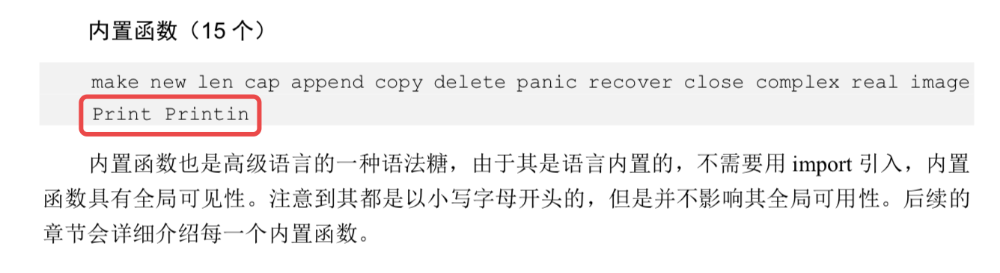 内置函数（15 个）
make new len cap append copy delete panic recover close complex real image
Print Printin
内置函数也是高级语言的一种语法糖，由于其是语言内置的，不需要用 import 引入，内置
函数具有全局可见性。注意到其都是以小写字母开头的，但是并不影响其全局可用性。后续的
章节会详细介绍每一个内置函数。